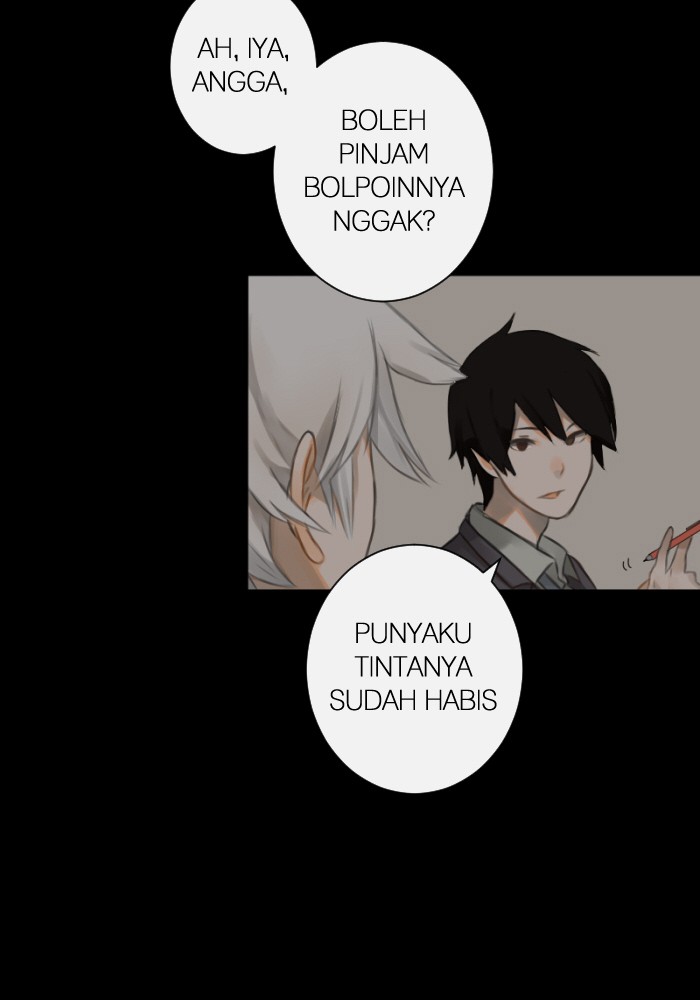 AH, IYA,
ANGGA,
BOLEH
PINJAM
BOLPOINNYA
NGGAK?
PUNYAKU
TINTANYA
SUDAH HABIS